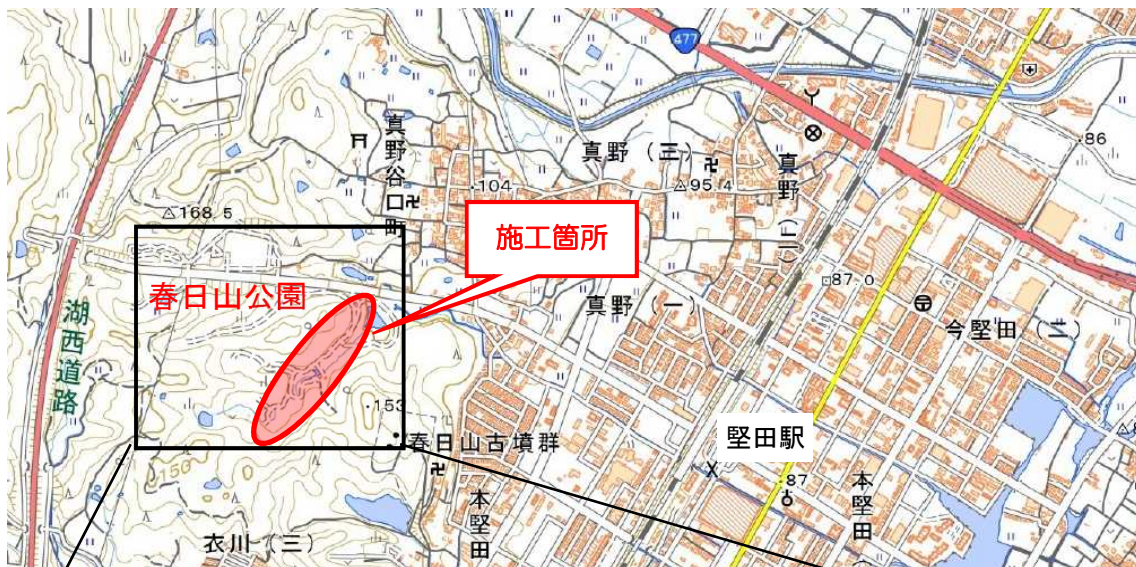 477
真野谷口町
真野(三)
真野(二)
86
104
95.4
168.5
施工箇所
87.0
春日山公園
真野(一)
今堅田(二)
湖西道路
153
堅田駅
春日山古墳群
87
150
本堅田
本堅田
衣川(三)